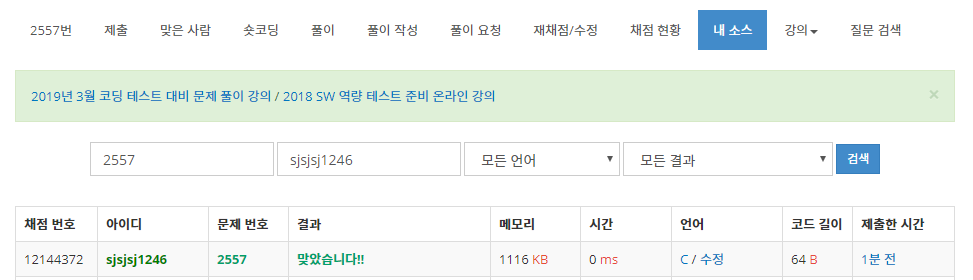 2557번 제출 맞은 사람 숏코딩 풀이 풀이 작성 풀이 요청 재채점/수정 채점 현황 내 소스 강의 질문 검색
2019년 3월 코딩 테스트 대비 문제 풀이 강의 / 2018 SW 역량 테스트 준비 온라인 강의 ×
2557 sjsjsj1246 모든 언어 모든 결과 검색
채점 번호 아이디 문제 번호 결과 메모리 시간 언어 코드 길이 제출한 시간
12144372 sjsjsj1246 2557 맞았습니다!! 1116 KB 0 ms C / 수정 64 B 1분 전